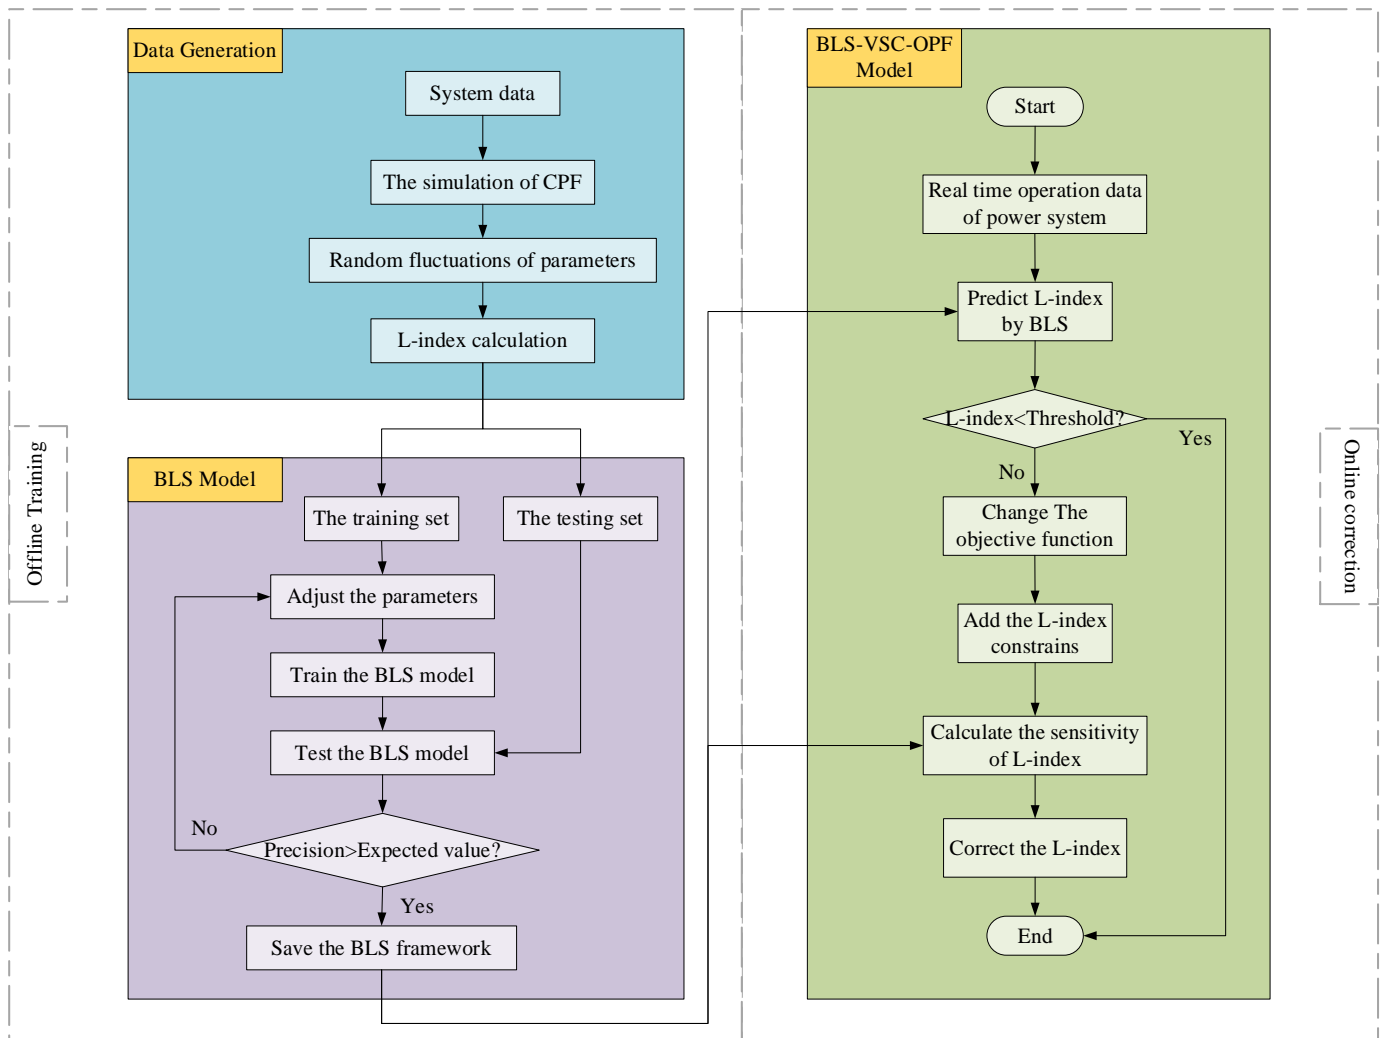 Data Generation
System data
The simulation of CPF
Random fluctuations of parameters
L-index calculation
Offline Training
BLS Model
The training set
The testing set
Adjust the parameters
Train the BLS model
Test the BLS model
No
Precision>Expected value?
Yes
Save the BLS framework
BLS-VSC-OPF
Model
Start
Real time operation data
of power system
Predict L-index
by BLS
L-index<Threshold?
Yes
No
Change The
objective function
Add the L-index
constrains
Calculate the sensitivity
of L-index
Correct the L-index
End
Online correction